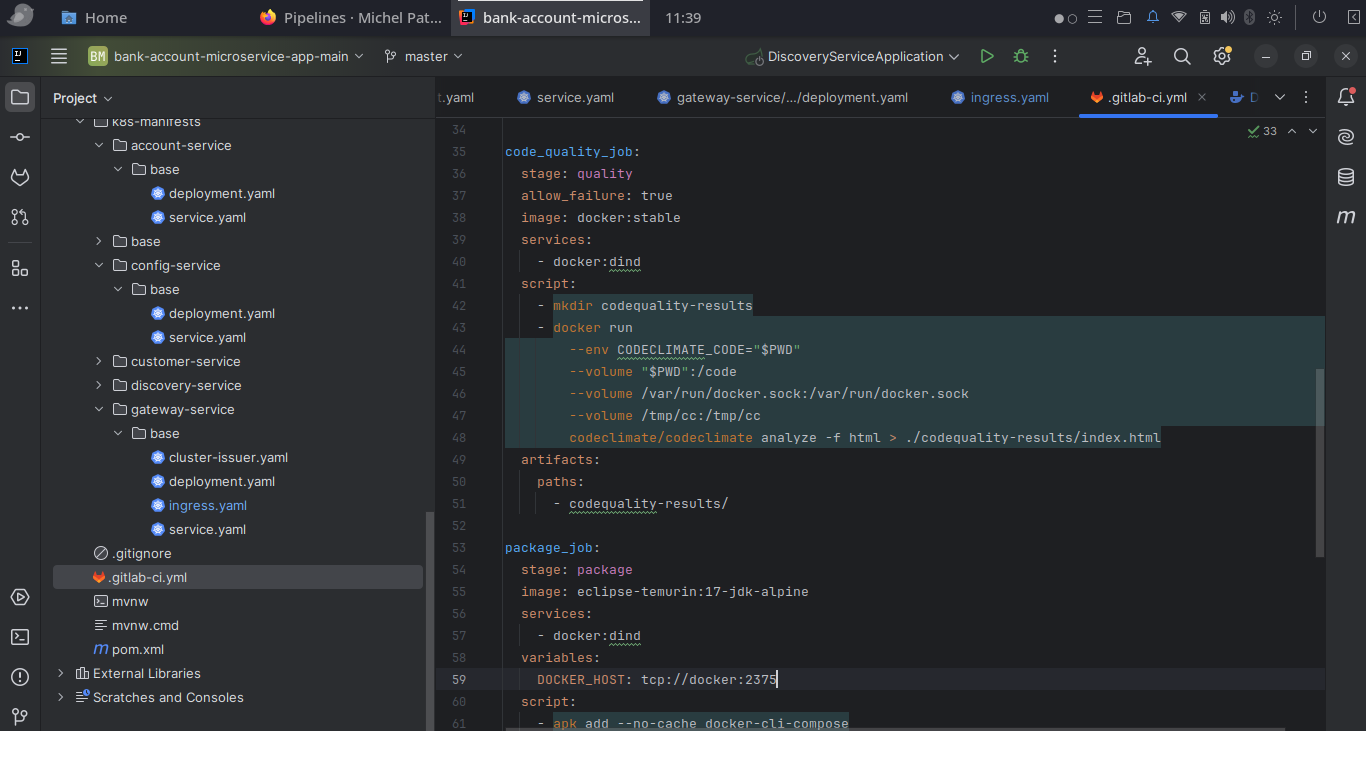 Home
Pipelines · Michel Pat...
bank-account-micros...
11:39
BM bank-account-microservice-app-main
master
DiscoveryServiceApplication
Project
t.yaml
service.yaml
gateway-service/.../deployment.yaml
ingress.yaml
.gitlab-ci.yml
D
k8s-manifests
account-service
base
deployment.yaml
service.yaml
base
config-service
base
deployment.yaml
service.yaml
customer-service
discovery-service
gateway-service
base
cluster-issuer.yaml
deployment.yaml
ingress.yaml
service.yaml
.gitignore
.gitlab-ci.yml
mvnw
mvnw.cmd
m pom.xml
External Libraries
Scratches and Consoles
33
34
35 code_quality_job:
36 stage: quality
37 allow_failure: true
38 image: docker:stable
39 services:
40 - docker:dind
41 script:
42 - mkdir codequality-results
43 - docker run
44 --env CODECLIMATE_CODE="$PWD"
45 --volume "$PWD":/code
46 --volume /var/run/docker.sock:/var/run/docker.sock
47 --volume /tmp/cc:/tmp/cc
48 codeclimate/codeclimate analyze -f html > ./codequality-results/index.html
49 artifacts:
50 paths:
51 - codequality-results/
52
53 package_job:
54 stage: package
55 image: eclipse-temurin:17-jdk-alpine
56 services:
57 - docker:dind
58 variables:
59 DOCKER_HOST: tcp://docker:2375
60 script:
61 - apk add --no-cache docker-cli-compose
m